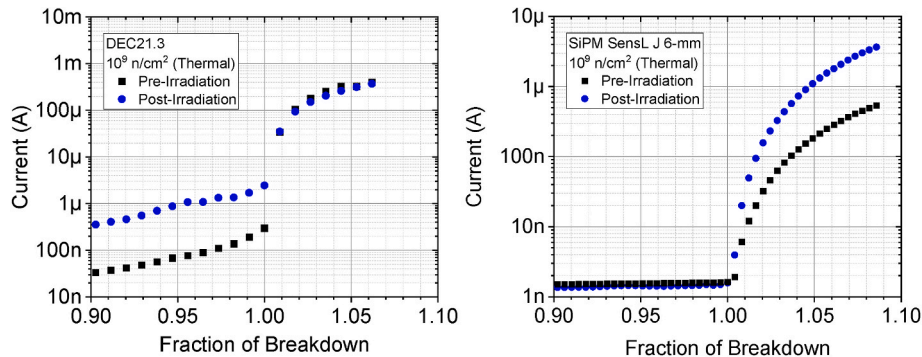 10m
1m
100µ
10µ
1µ
100n
10n
Current (A)
DEC21.3
10⁹ n/cm² (Thermal)
Pre-Irradiation
Post-Irradiation
0.90 0.95 1.00 1.05 1.10
Fraction of Breakdown
10µ
1µ
100n
10n
1n
Current (A)
SiPM SensL J 6-mm
10⁹ n/cm² (Thermal)
Pre-Irradiation
Post-Irradiation
0.90 0.95 1.00 1.05 1.10
Fraction of Breakdown